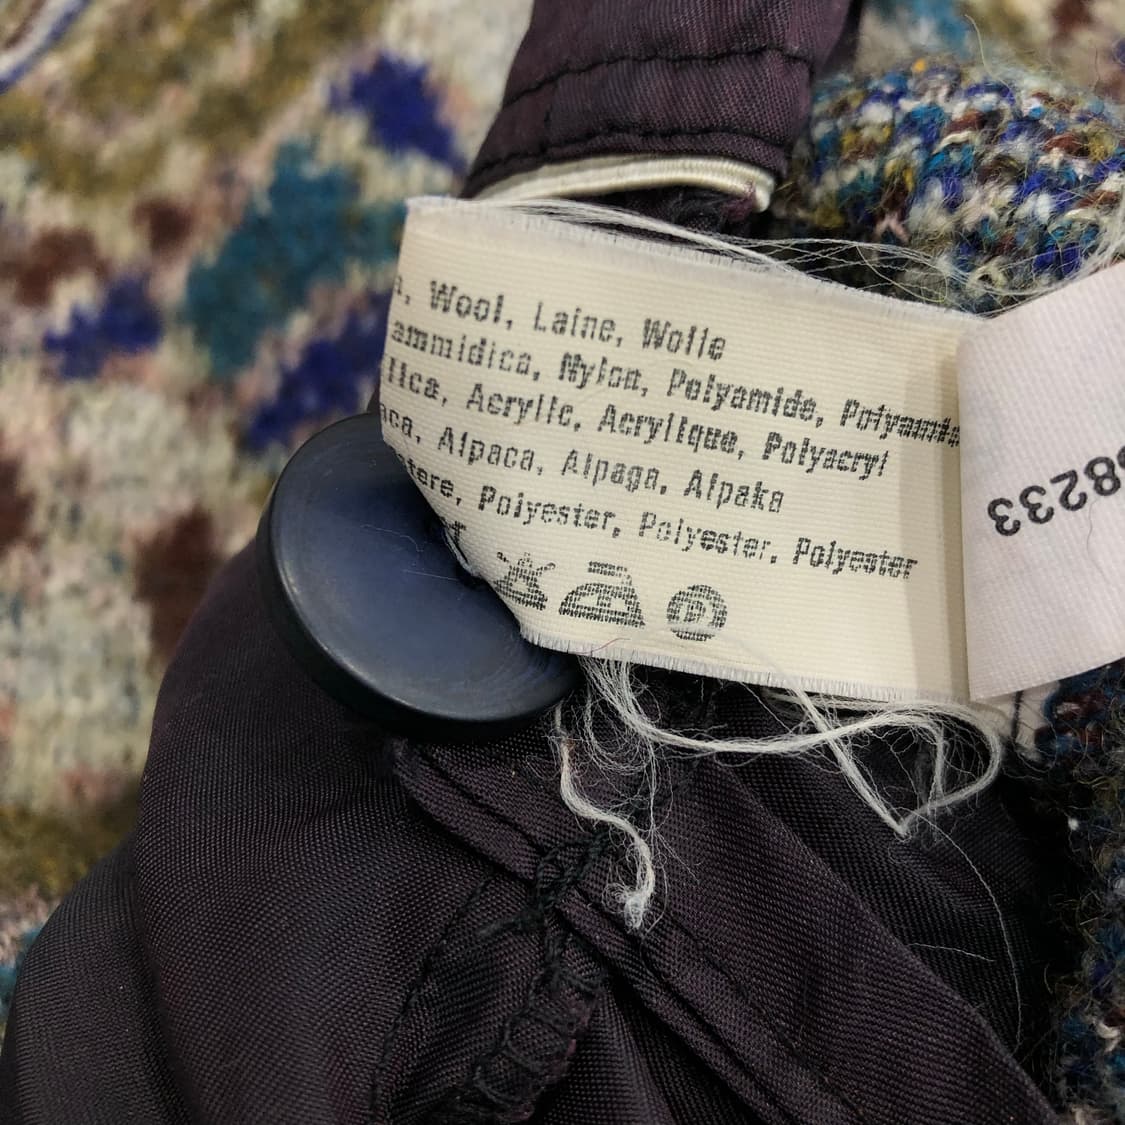 Wool, Laine, Wolle
ammidica, Nylon, Polyamide, Polyamid
lica, Acrylic, Acrylique, Polyacryl
aca, Alpaca, Alpaga, Alpaka
stere, Polyester, Polyester, Polyester
P
8233